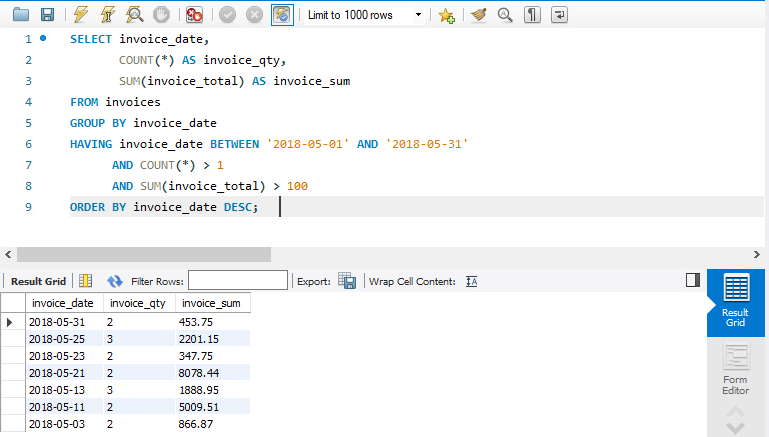 Limit to 1000 rows
1 SELECT invoice_date,
2 COUNT(*) AS invoice_qty,
3 SUM(invoice_total) AS invoice_sum
4 FROM invoices
5 GROUP BY invoice_date
6 HAVING invoice_date BETWEEN '2018-05-01' AND '2018-05-31'
7 AND COUNT(*) > 1
8 AND SUM(invoice_total) > 100
9 ORDER BY invoice_date DESC;
Result Grid Filter Rows: Export: Wrap Cell Content: IA
invoice_date invoice_qty invoice_sum
2018-05-31 2 453.75
2018-05-25 3 2201.15
2018-05-23 2 347.75
2018-05-21 2 8078.44
2018-05-13 3 1888.95
2018-05-11 2 5009.51
2018-05-03 2 866.87
Result
Grid
Form
Editor